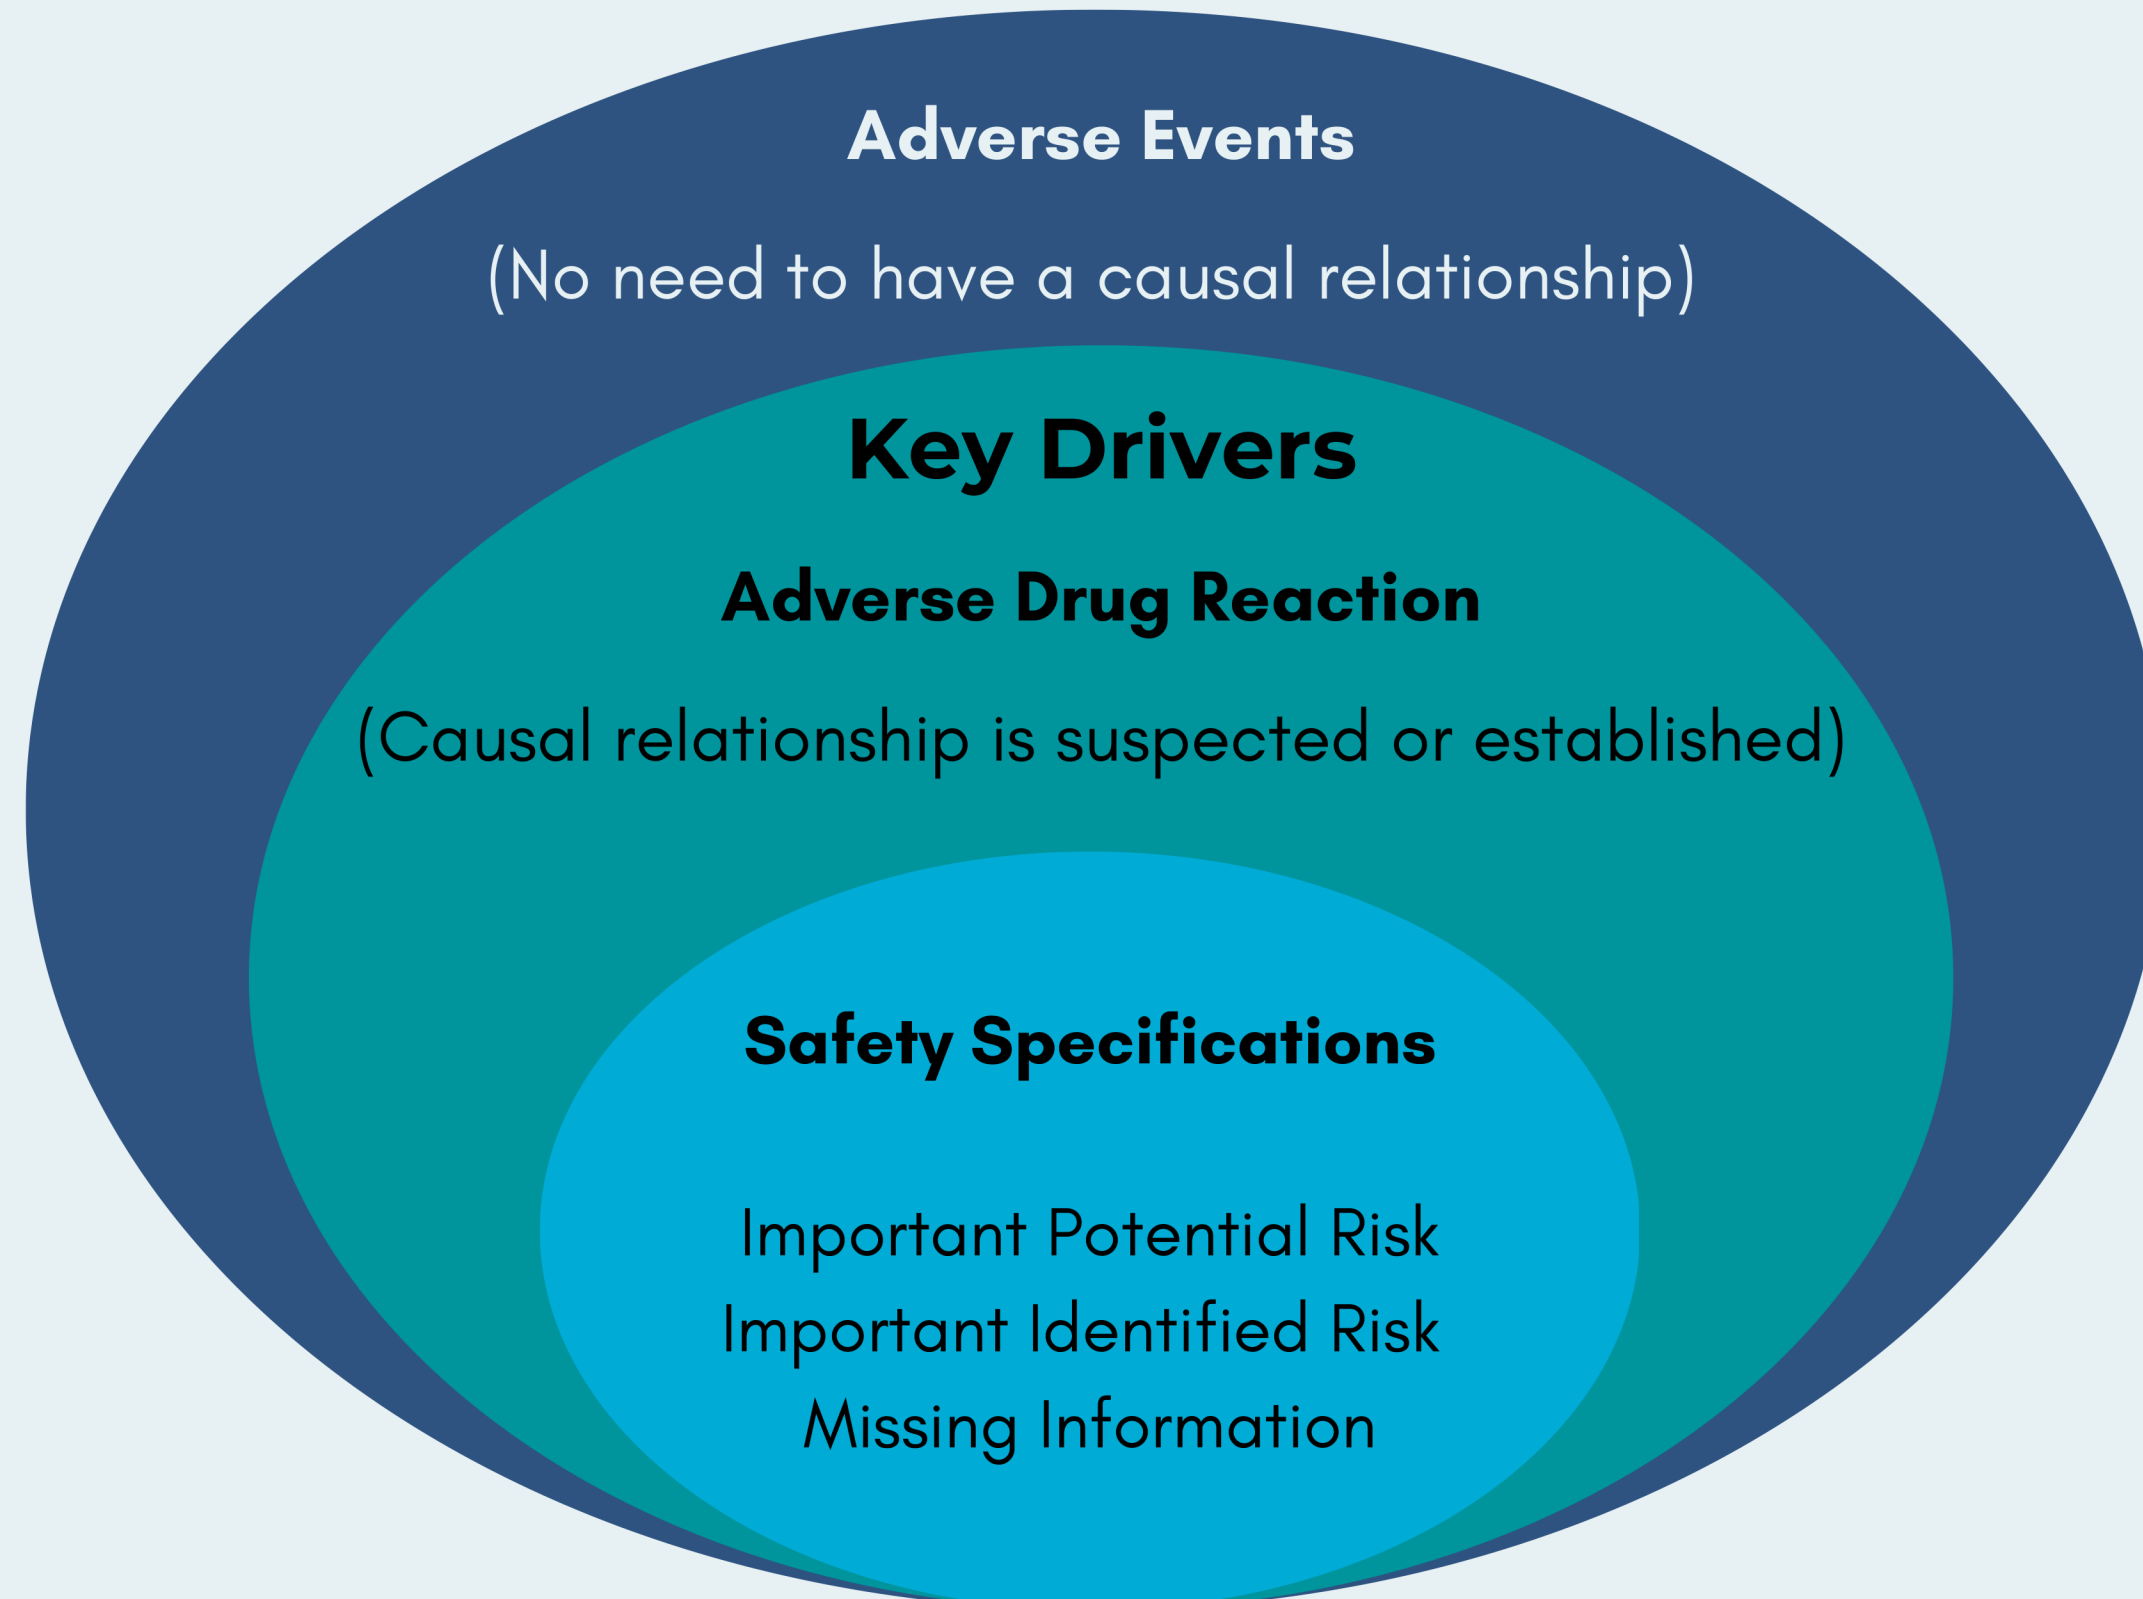 Adverse Events
(No need to have a causal relationship)
Key Drivers
Adverse Drug Reaction
(Causal relationship is suspected or established)
Safety Specifications
Important Potential Risk
Important Identified Risk
Missing Information